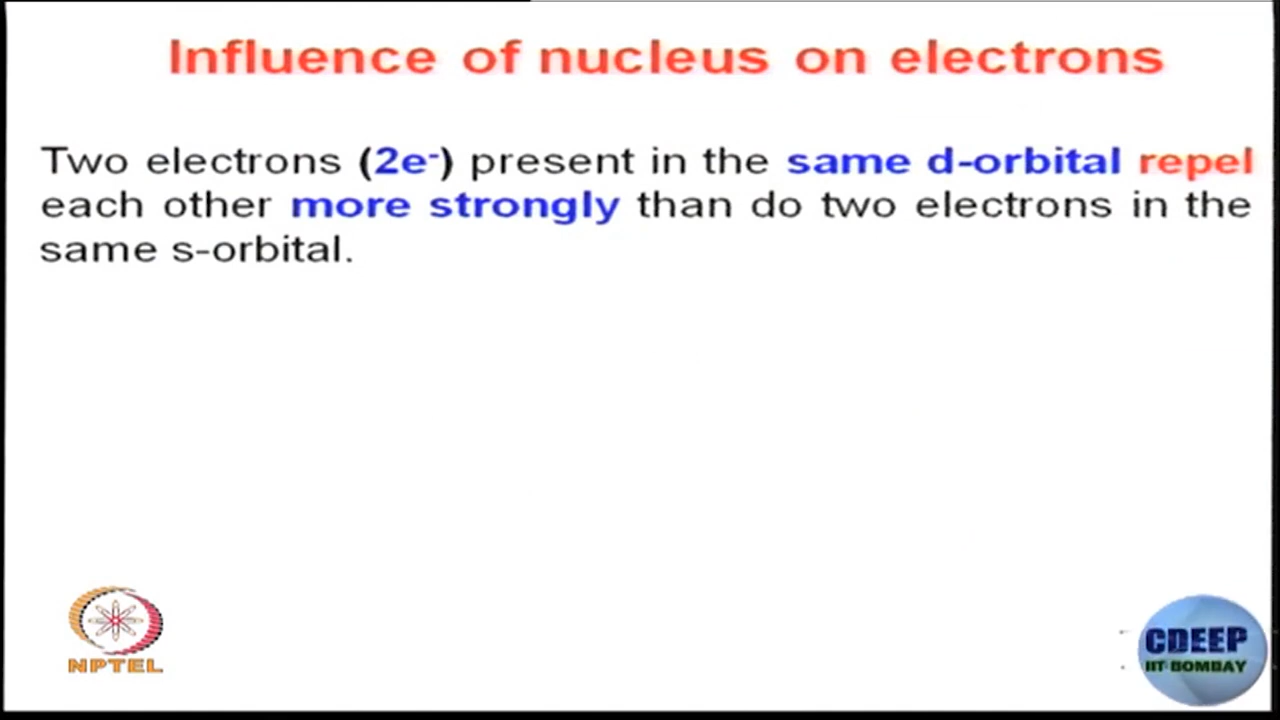 Influence of nucleus on electrons
Two electrons (2e-) present in the same d-orbital repel
each other more strongly than do two electrons in the
same s-orbital.
NPTEL
CDEEP
IIT BOMBAY